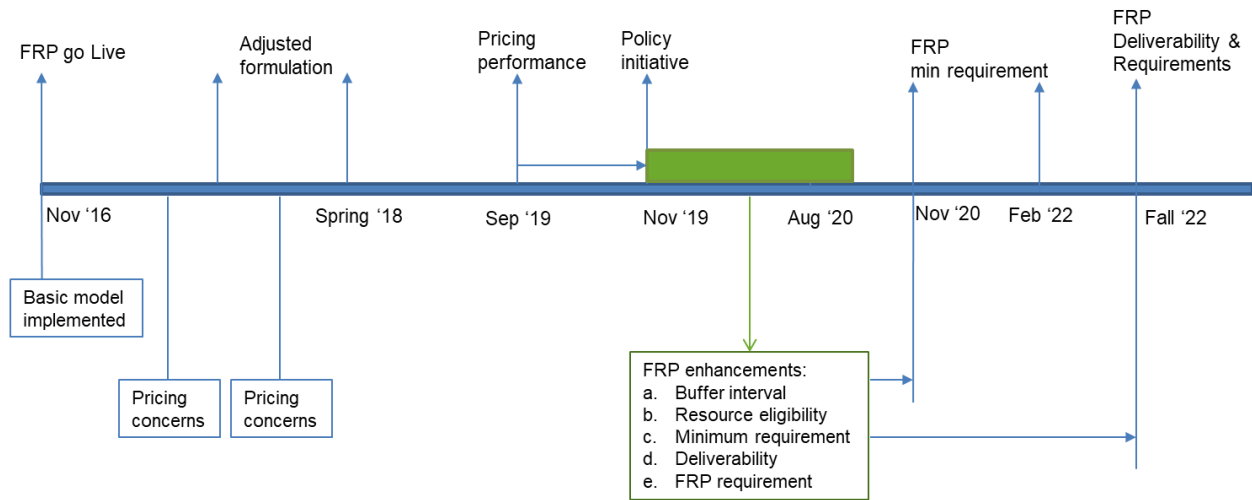 FRP go Live
Adjusted
formulation
Pricing
performance
Policy
initiative
FRP
min requirement
FRP
Deliverability &
Requirements
Nov ‘16
Spring ‘18
Sep ‘19
Nov ‘19
Aug ‘20
Nov ‘20
Feb ‘22
Fall ‘22
Basic model
implemented
Pricing
concerns
Pricing
concerns
FRP enhancements:
a. Buffer interval
b. Resource eligibility
c. Minimum requirement
d. Deliverability
e. FRP requirement